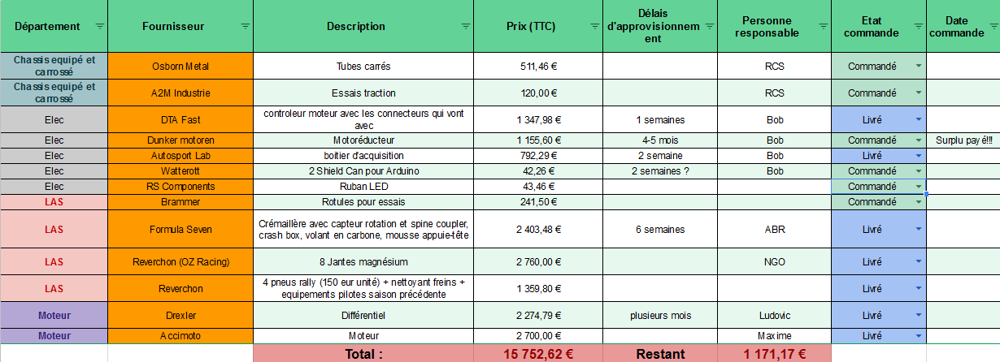 Département Fournisseur Description Prix (TTC) Délais d'approvisionnem ent Personne responsable Etat commande Date commande
Chassis equipé et carrossé Osborn Metal Tubes carrés 511,46 € RCS Commandé
Chassis equipé et carrossé A2M Industrie Essais traction 120,00 € RCS Commandé
Elec DTA Fast controleur moteur avec les connecteurs qui vont avec 1 347,98 € 1 semaines Bob Livré
Elec Dunker motoren Motoréducteur 1 155,60 € 4-5 mois Bob Commandé Surplu payé!!!
Elec Autosport Lab boitier d'acquisition 792,29 € 2 semaine Bob Livré
Elec Watterott 2 Shield Can pour Arduino 42,26 € 2 semaines ? Bob Commandé
Elec RS Components Ruban LED 43,46 € Commandé
LAS Brammer Rotules pour essais 241,50 € Commandé
LAS Formula Seven Crémaillère avec capteur rotation et spine coupler, crash box, volant en carbone, mousse appuie-tête 2 403,48 € 6 semaines ABR Livré
LAS Reverchon (OZ Racing) 8 Jantes magnésium 2 760,00 € NGO Livré
LAS Reverchon 4 pneus rally (150 eur unité) + nettoyant freins + equipements pilotes saison précédente 1 359,80 € Livré
Moteur Drexler Différentiel 2 274,79 € plusieurs mois Ludovic Livré
Moteur Accimoto Moteur 2 700,00 € Maxime Livré
Total : 15 752,62 € Restant 1 171,17 €